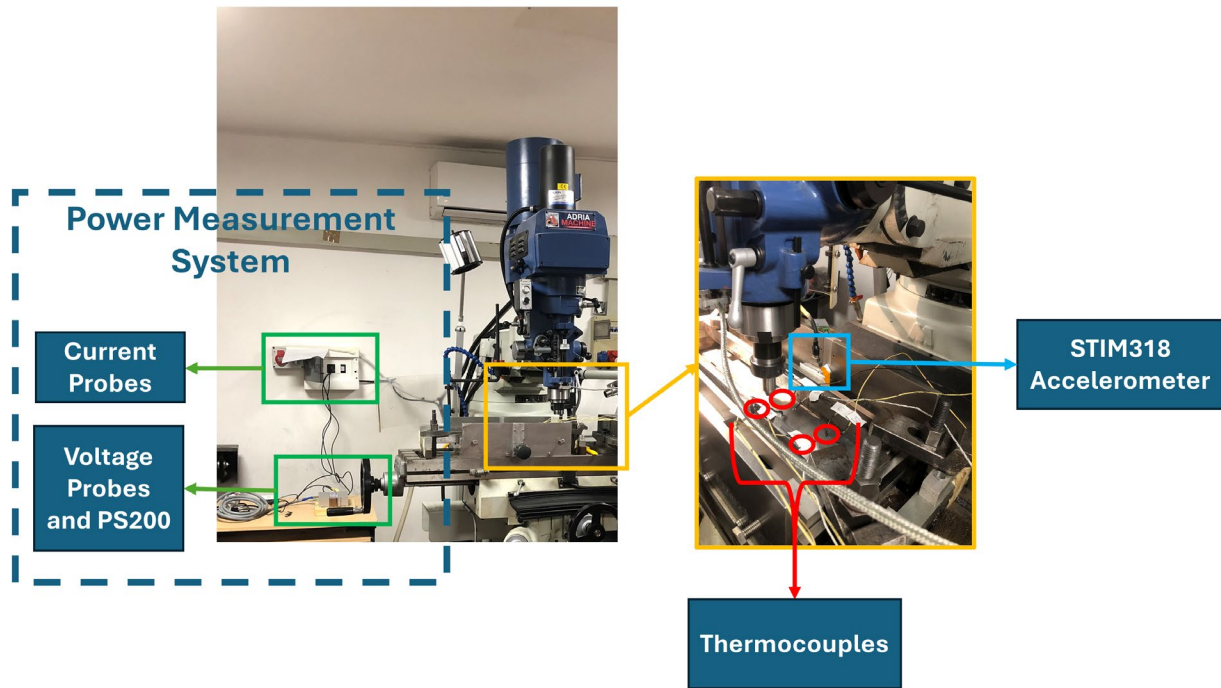 Power Measurement
System
ADRIA
MACHINE
Current
Probes
Voltage
Probes
and PS200
STIM318
Accelerometer
Thermocouples